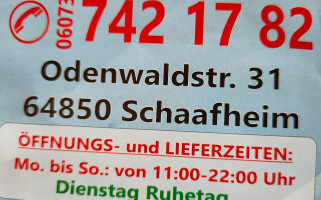 06073 742 17 82
Odenwaldstr. 31
64850 Schaafheim
ÖFFNUNGS- und LIEFERZEITEN:
Mo. bis So.: von 11:00-22:00 Uhr
Dienstag Ruhetag